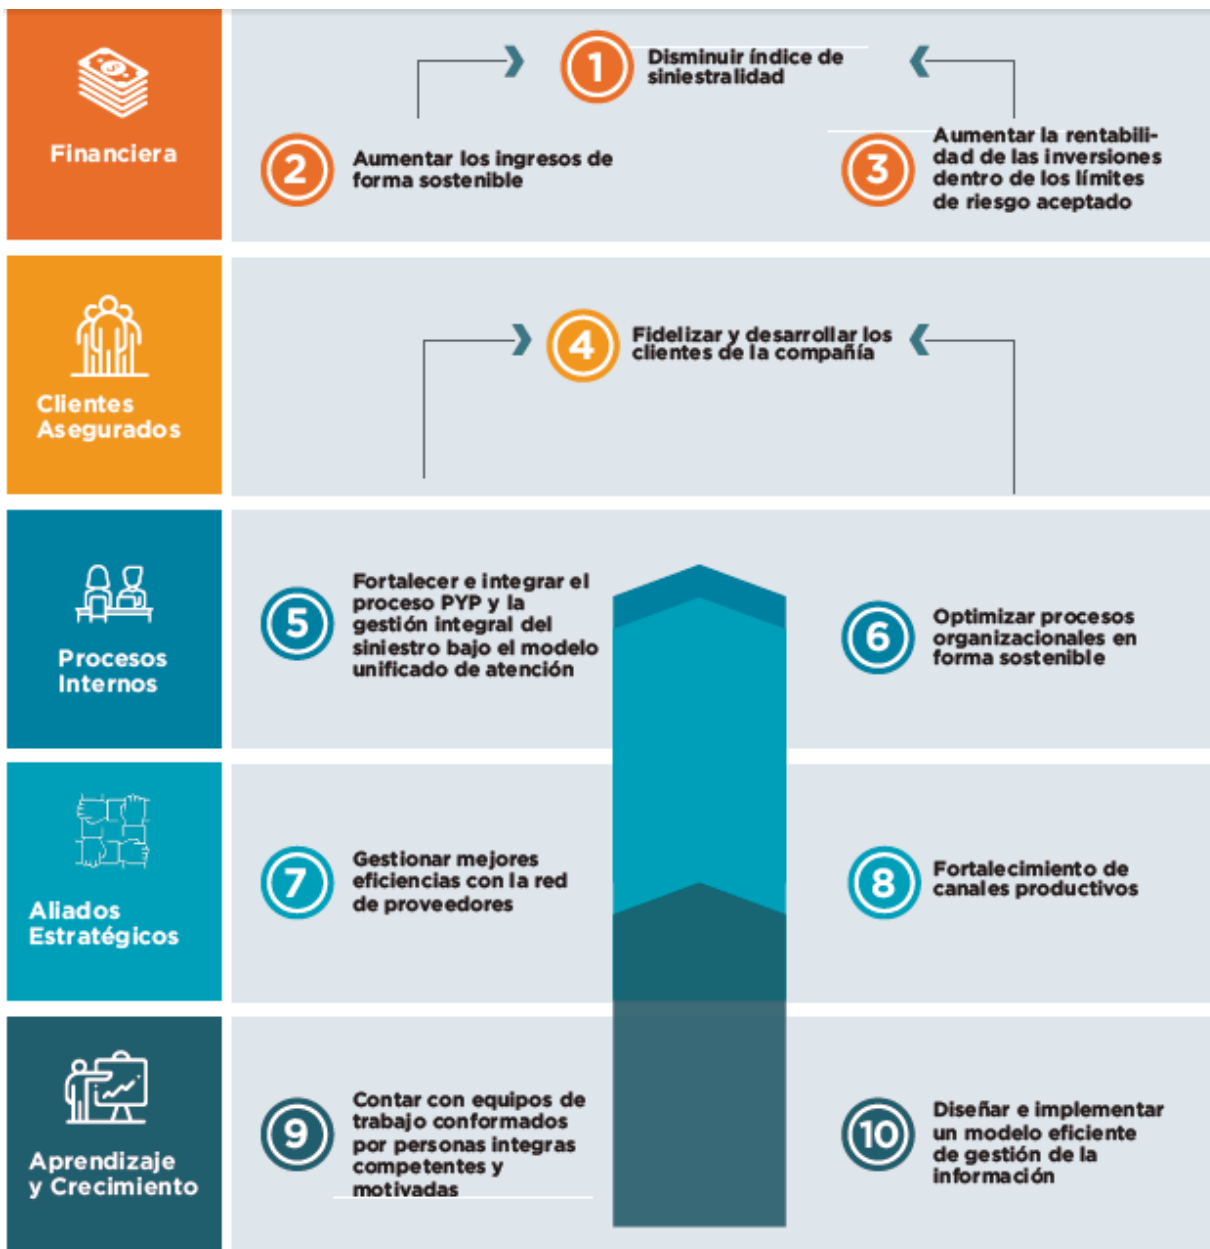 Financiera
1
Disminuir índice de
siniestralidad
2
Aumentar los ingresos de
forma sostenible
3
Aumentar la rentabili-
dad de las inversiones
dentro de los límites
de riesgo aceptado
Clientes
Asegurados
4
Fidelizar y desarrollar los
clientes de la compañía
Procesos
Internos
5
Fortalecer e integrar el
proceso PYP y la
gestión integral del
siniestro bajo el modelo
unificado de atención
6
Optimizar procesos
organizacionales en
forma sostenible
Aliados
Estratégicos
7
Gestionar mejores
eficiencias con la red
de proveedores
8
Fortalecimiento de
canales productivos
Aprendizaje
y Crecimiento
9
Contar con equipos de
trabajo conformados
por personas integras
competentes y
motivadas
10
Diseñar e implementar
un modelo eficiente
de gestión de la
información